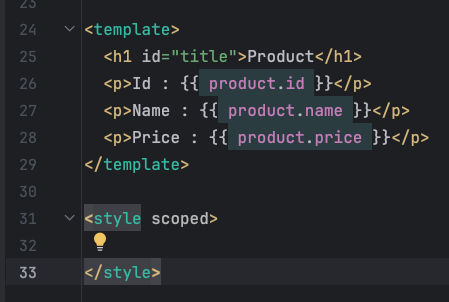 23
24 <template>
25   <h1 id="title">Product</h1>
26   <p>Id : {{ product.id }}</p>
27   <p>Name : {{ product.name }}</p>
28   <p>Price : {{ product.price }}</p>
29 </template>
30
31 <style scoped>
32
33 </style>